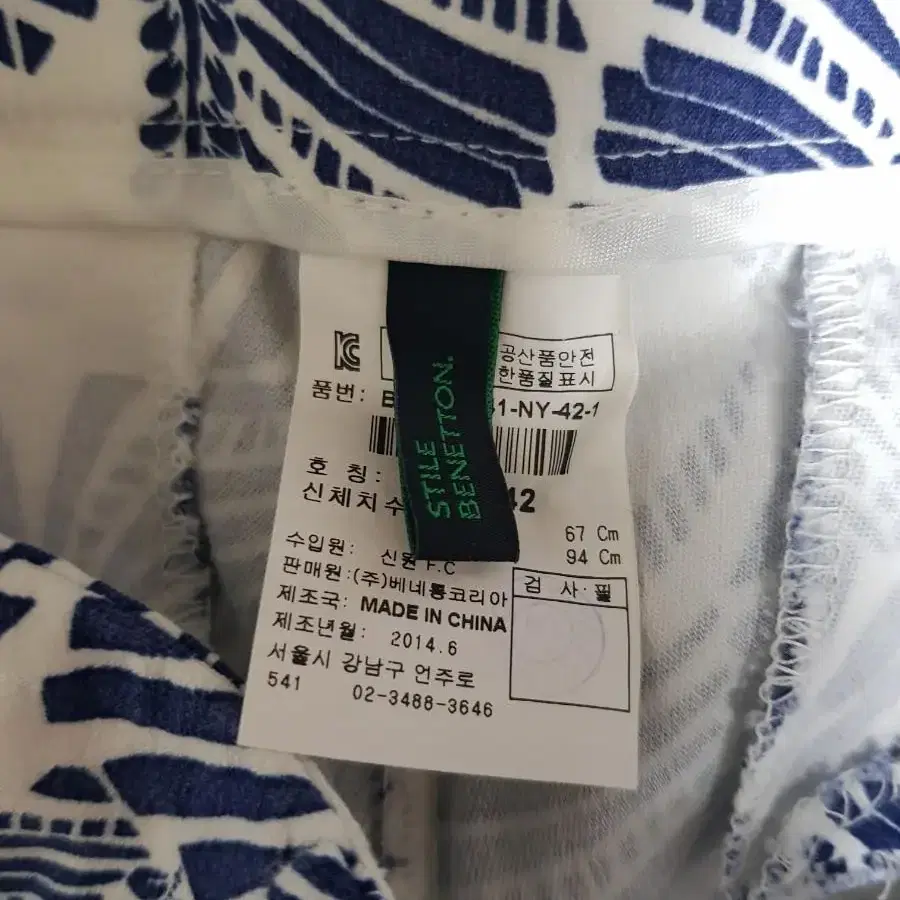 공산품안전
한품질표시
품번: B 1-NY-42-1
호 칭: 42
신체치수
67 Cm
94 Cm
수입원: 신원F.C
판매원:(주)베네통코리아
제조국: MADE IN CHINA
제조년월: 2014.6
서울시 강남구 언주로
541 02-3488-3646
검 사·필
STILE
BENETTON.